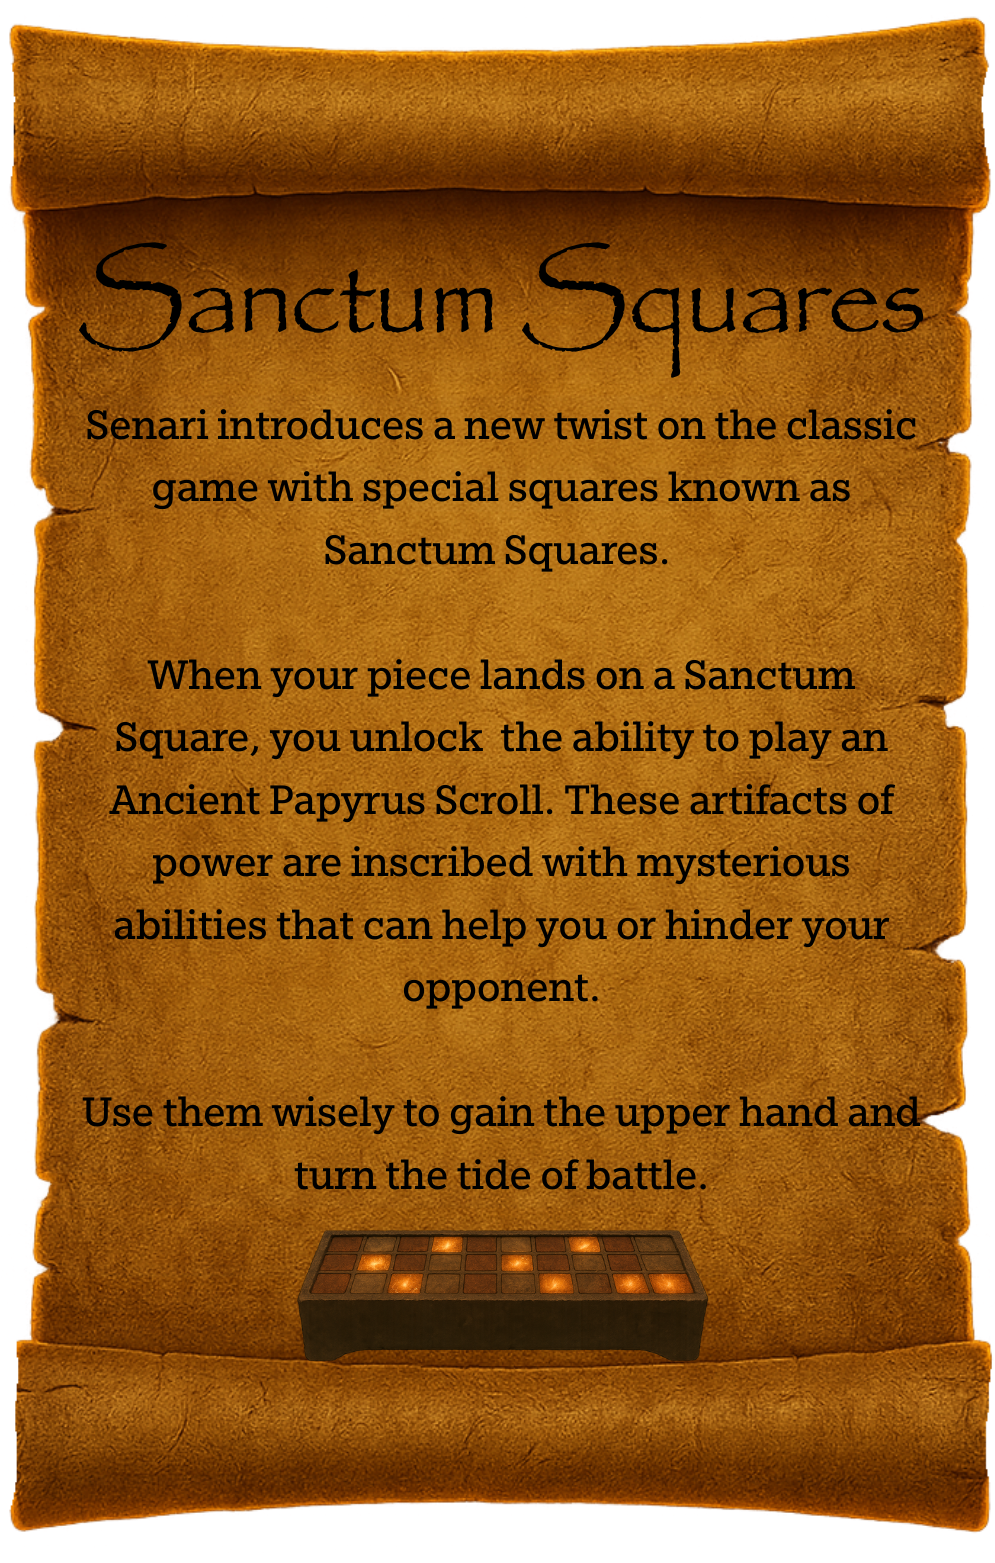 Sanctum Squares
Senari introduces a new twist on the classic
game with special squares known as
Sanctum Squares.
When your piece lands on a Sanctum
Square, you unlock  the ability to play an
Ancient Papyrus Scroll. These artifacts of
power are inscribed with mysterious
abilities that can help you or hinder your
opponent.
Use them wisely to gain the upper hand and
turn the tide of battle.